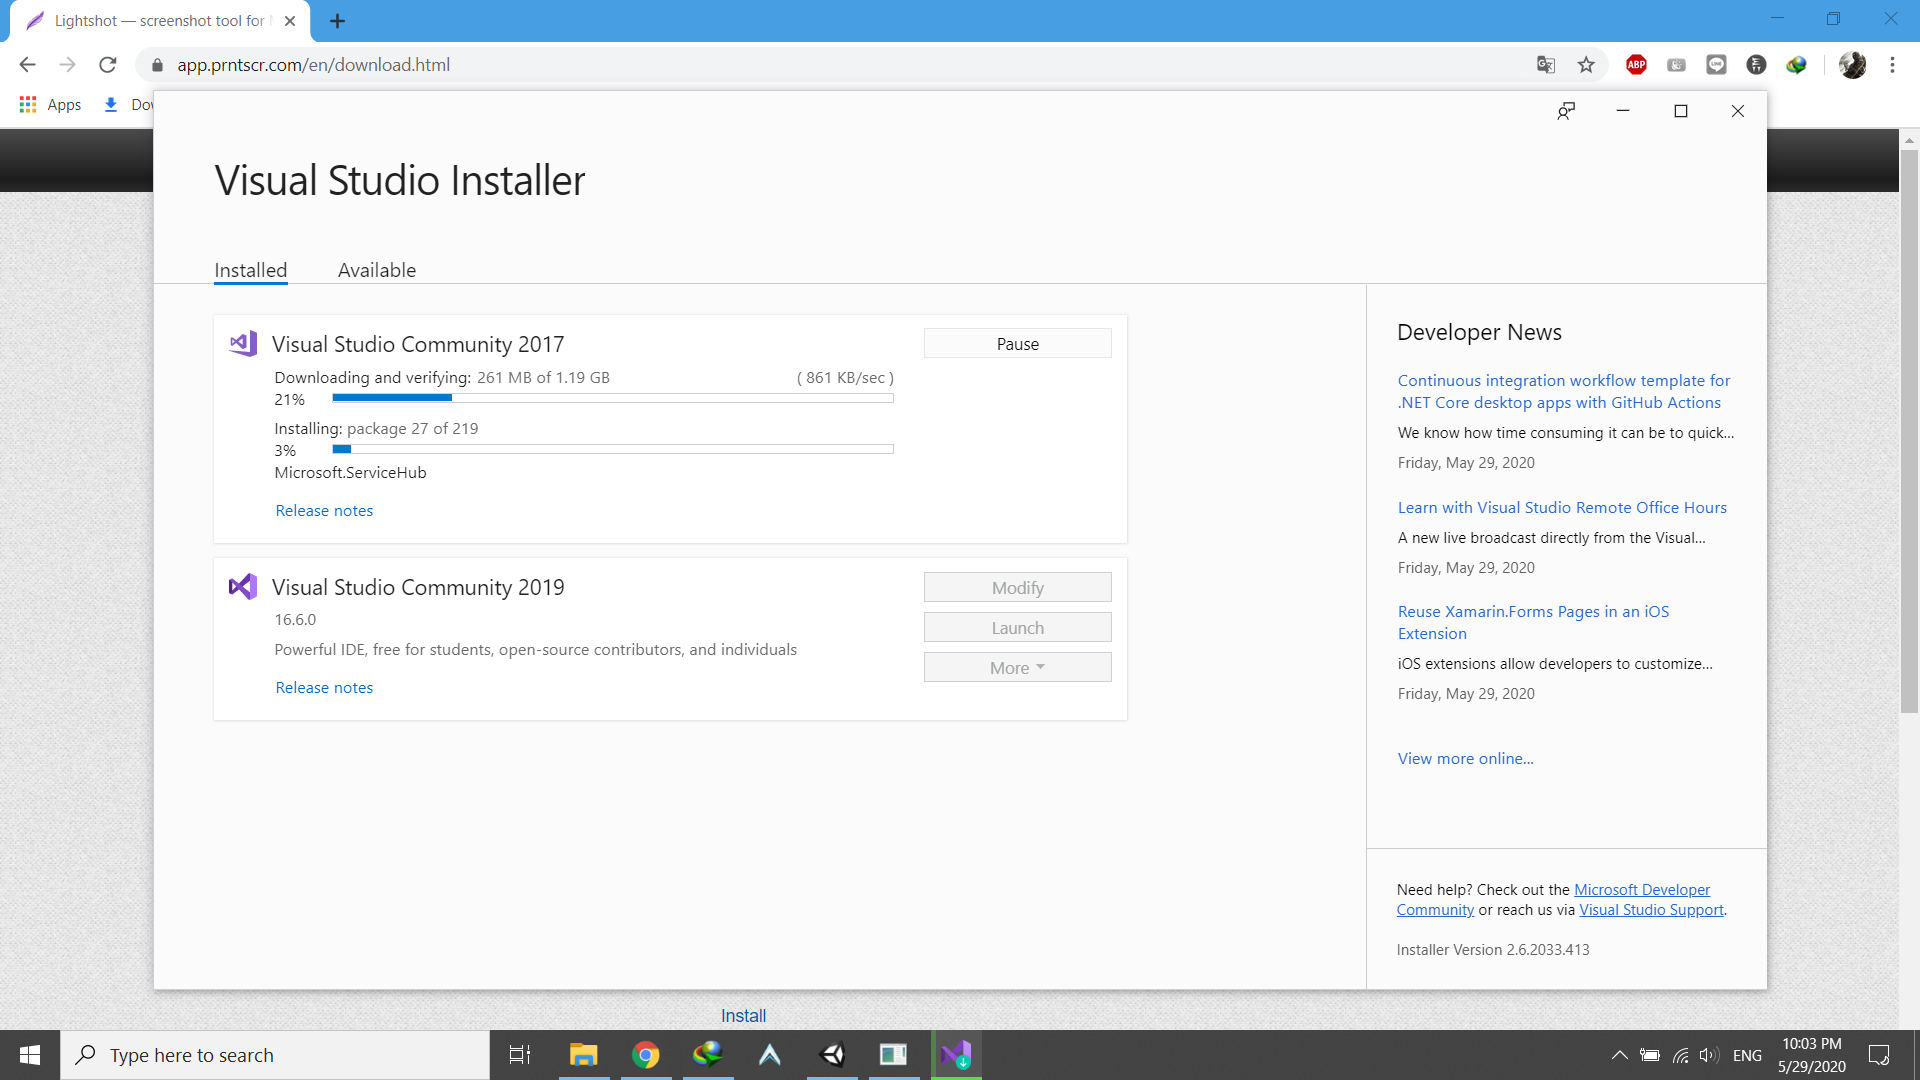 Lightshot — screenshot tool for
app.prntscr.com/en/download.html
ABP
Apps
Dow
Visual Studio Installer
Installed
Available
Visual Studio Community 2017
Pause
Downloading and verifying: 261 MB of 1.19 GB
( 861 KB/sec )
21%
Installing: package 27 of 219
3%
Microsoft.ServiceHub
Release notes
Visual Studio Community 2019
16.6.0
Powerful IDE, free for students, open-source contributors, and individuals
Release notes
Modify
Launch
More
Developer News
Continuous integration workflow template for
.NET Core desktop apps with GitHub Actions
We know how time consuming it can be to quick...
Friday, May 29, 2020
Learn with Visual Studio Remote Office Hours
A new live broadcast directly from the Visual...
Friday, May 29, 2020
Reuse Xamarin.Forms Pages in an iOS
Extension
iOS extensions allow developers to customize...
Friday, May 29, 2020
View more online...
Need help? Check out the Microsoft Developer
Community or reach us via Visual Studio Support.
Installer Version 2.6.2033.413
Install
Type here to search
ENG
10:03 PM
5/29/2020